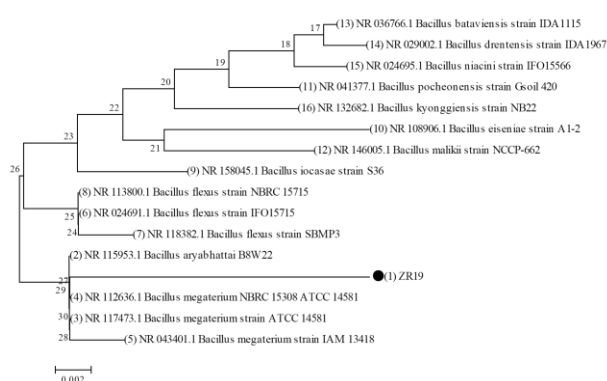 17 (13) NR 036766.1 Bacillus bataviensis strain IDA1115
18 (14) NR 029002.1 Bacillus drentensis strain IDA1967
19 (15) NR 024695.1 Bacillus niacini strain IFO15566
20 (11) NR 041377.1 Bacillus pocheonensis strain Gsoil 420
22 (16) NR 132682.1 Bacillus kyonggiensis strain NB22
(10) NR 108906.1 Bacillus eiseniae strain A1-2
23 21 (12) NR 146005.1 Bacillus malikii strain NCCP-662
26 (9) NR 158045.1 Bacillus iocasae strain S36
(8) NR 113800.1 Bacillus flexus strain NBRC 15715
25 (6) NR 024691.1 Bacillus flexus strain IFO15715
24 (7) NR 118382.1 Bacillus flexus strain SBMP3
(2) NR 115953.1 Bacillus aryabhattai B8W22
27 (1) ZR19
29 (4) NR 112636.1 Bacillus megaterium NBRC 15308 ATCC 14581
30 (3) NR 117473.1 Bacillus megaterium strain ATCC 14581
28 (5) NR 043401.1 Bacillus megaterium strain IAM 13418
0.002